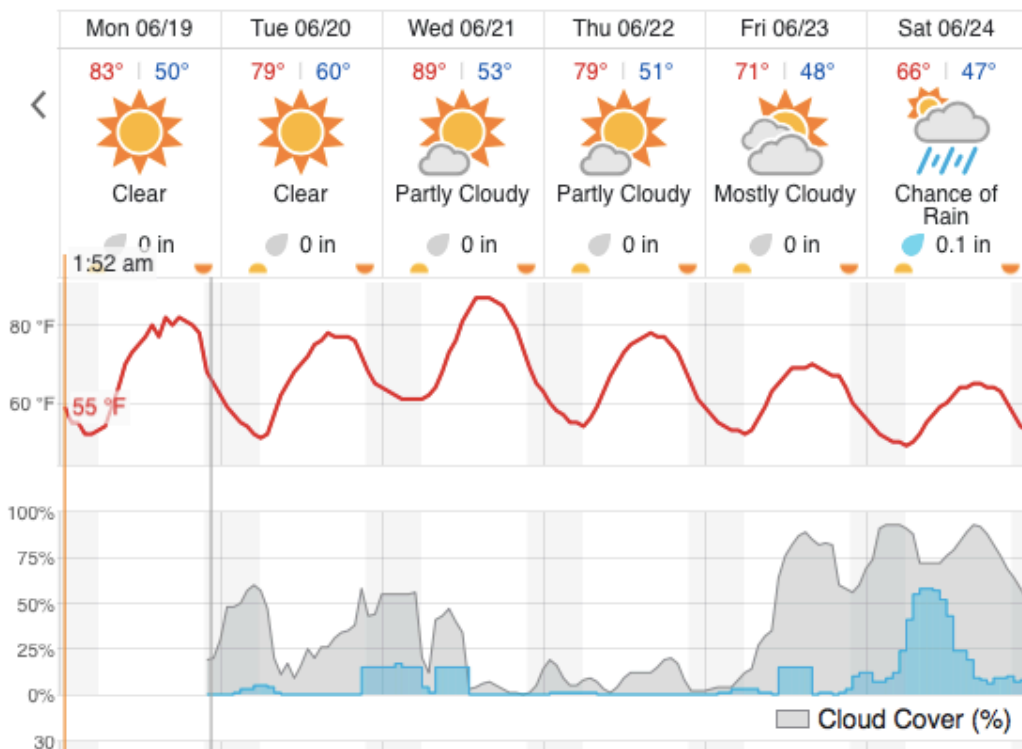 Mon 06/19 Tue 06/20 Wed 06/21 Thu 06/22 Fri 06/23 Sat 06/24
83° | 50° 79° | 60° 89° | 53° 79° | 51° 71° | 48° 66° | 47°
Clear Clear Partly Cloudy Partly Cloudy Mostly Cloudy Chance of
Rain
0 in 0 in 0 in 0 in 0 in 0.1 in
1:52 am
80 °F
60 °F
55 °F
100%
75%
50%
25%
0%
Cloud Cover (%)
30